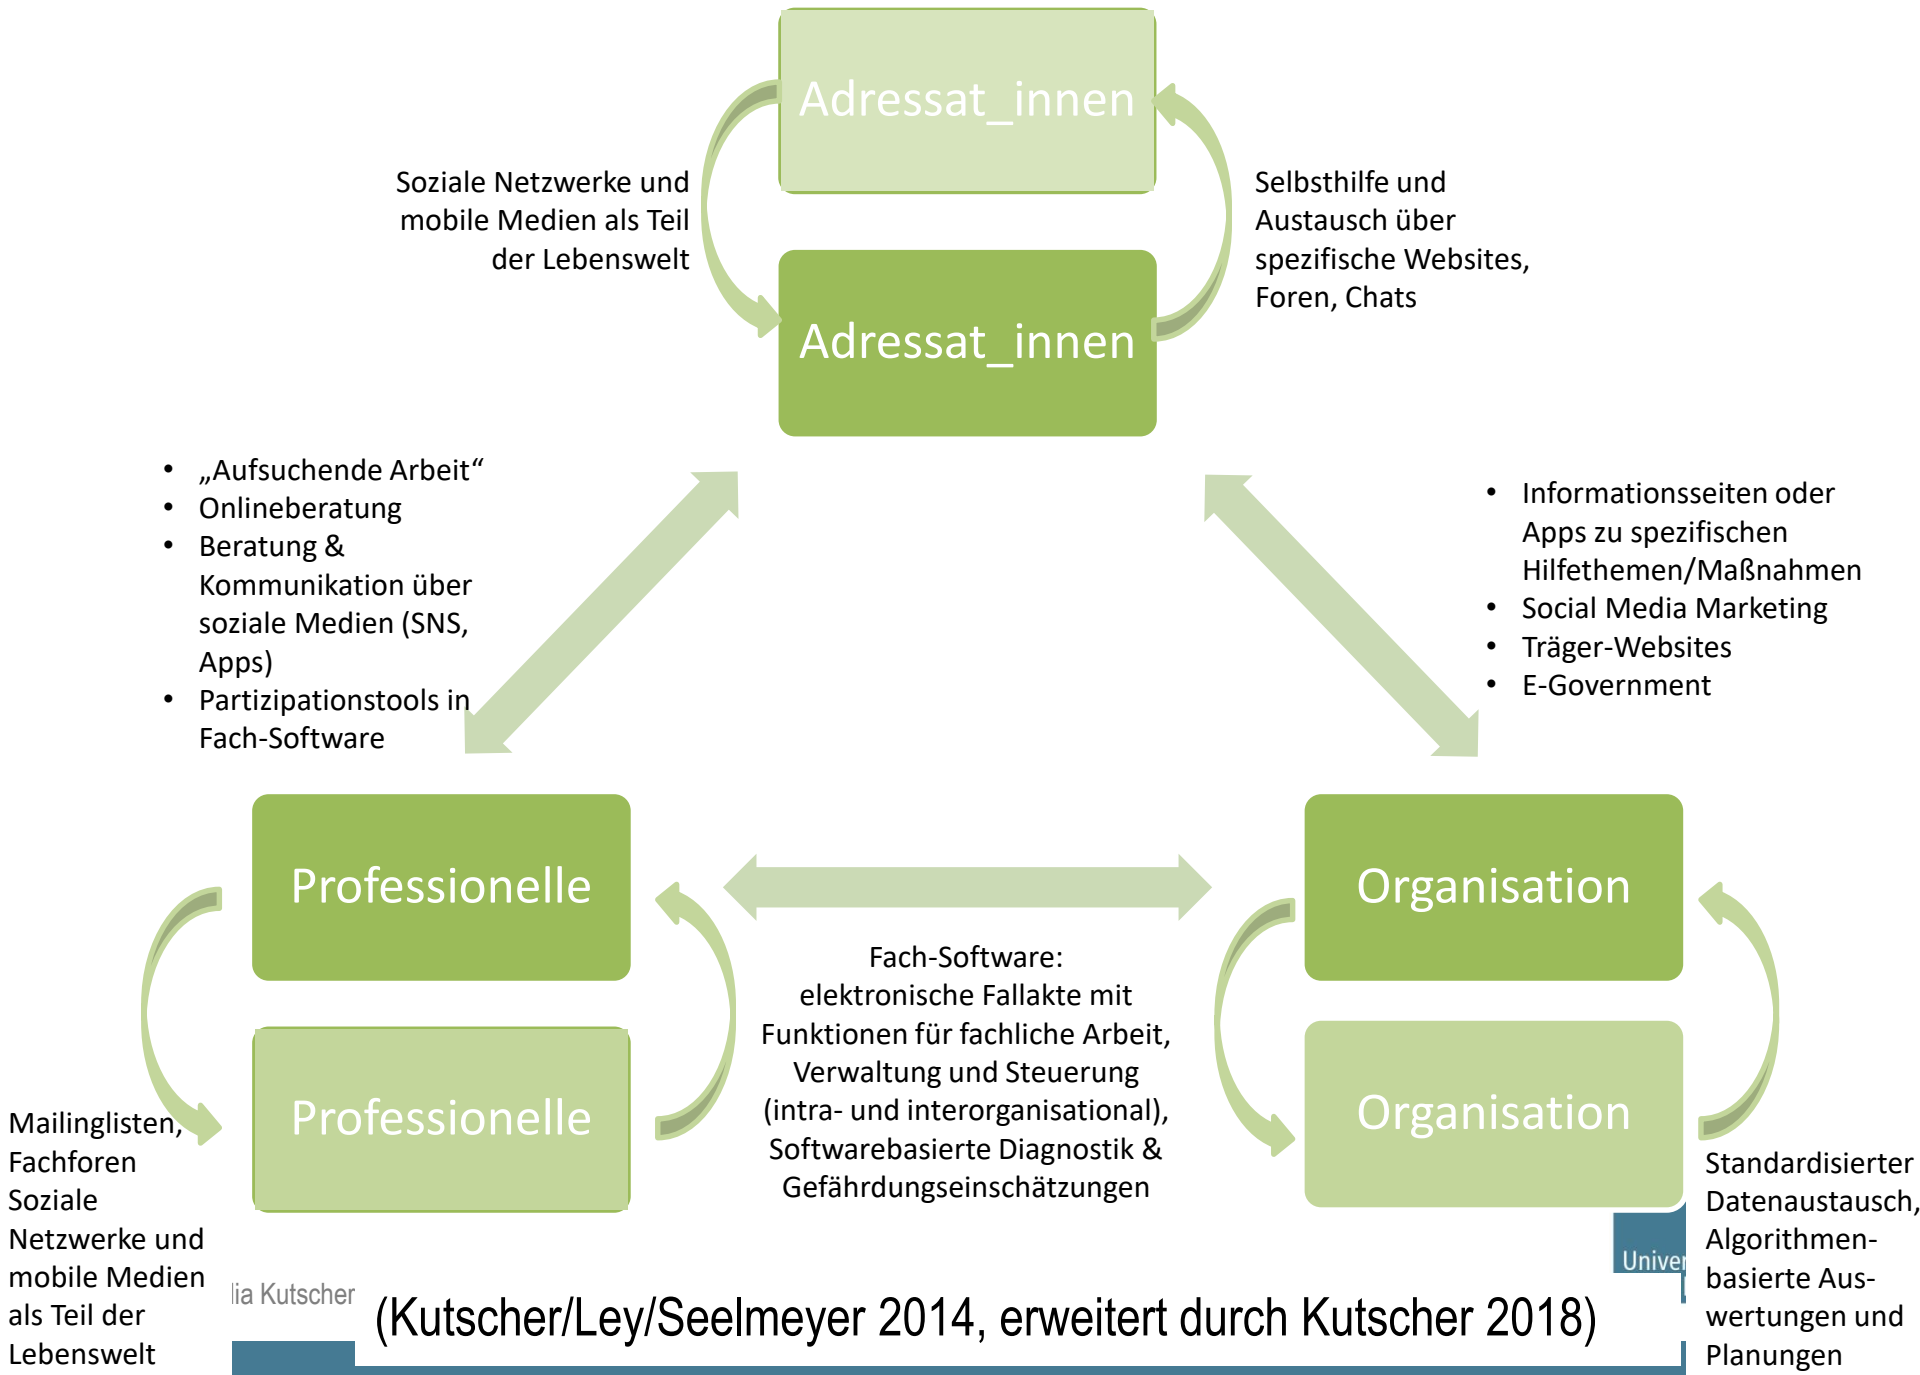 Adressat_innen
Soziale Netzwerke und
mobile Medien als Teil
der Lebenswelt
Selbsthilfe und
Austausch über
spezifische Websites,
Foren, Chats
Adressat_innen
• „Aufsuchende Arbeit“
• Onlineberatung
• Beratung &
Kommunikation über
soziale Medien (SNS,
Apps)
• Partizipationstools in
Fach-Software
• Informationsseiten oder
Apps zu spezifischen
Hilfethemen/Maßnahmen
• Social Media Marketing
• Träger-Websites
• E-Government
Professionelle
Organisation
Fach-Software:
elektronische Fallakte mit
Funktionen für fachliche Arbeit,
Verwaltung und Steuerung
(intra- und interorganisational),
Softwarebasierte Diagnostik &
Gefährdungseinschätzungen
Professionelle
Organisation
Mailinglisten,
Fachforen
Soziale
Netzwerke und
mobile Medien
als Teil der
Lebenswelt
Standardisierter
Datenaustausch,
Algorithmen-
basierte Aus-
wertungen und
Planungen
Kutscher
(Kutscher/Ley/Seelmeyer 2014, erweitert durch Kutscher 2018)